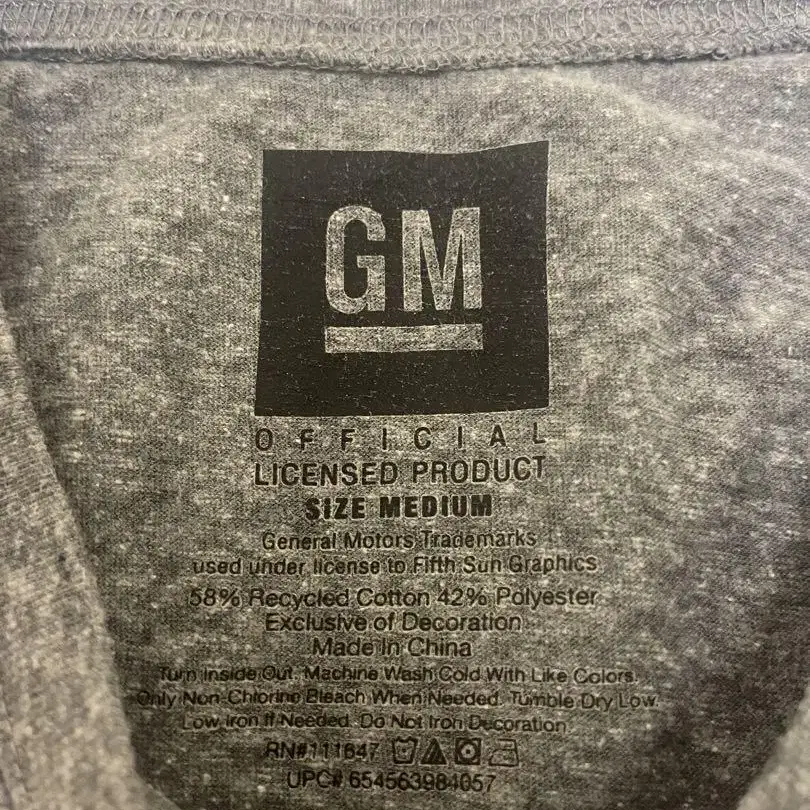 GM
OFFICIAL
LICENSED PRODUCT
SIZE MEDIUM
General Motors Trademarks
used under license to Fifth Sun Graphics
58% Recycled Cotton 42% Polyester
Exclusive of Decoration
Made In China
Turn Inside Out. Machine Wash Cold With Like Colors.
Only Non-Chlorine Bleach When Needed. Tumble Dry Low.
Low Iron If Needed. Do Not Iron Decoration.
RN#111647
UPC# 654563984057